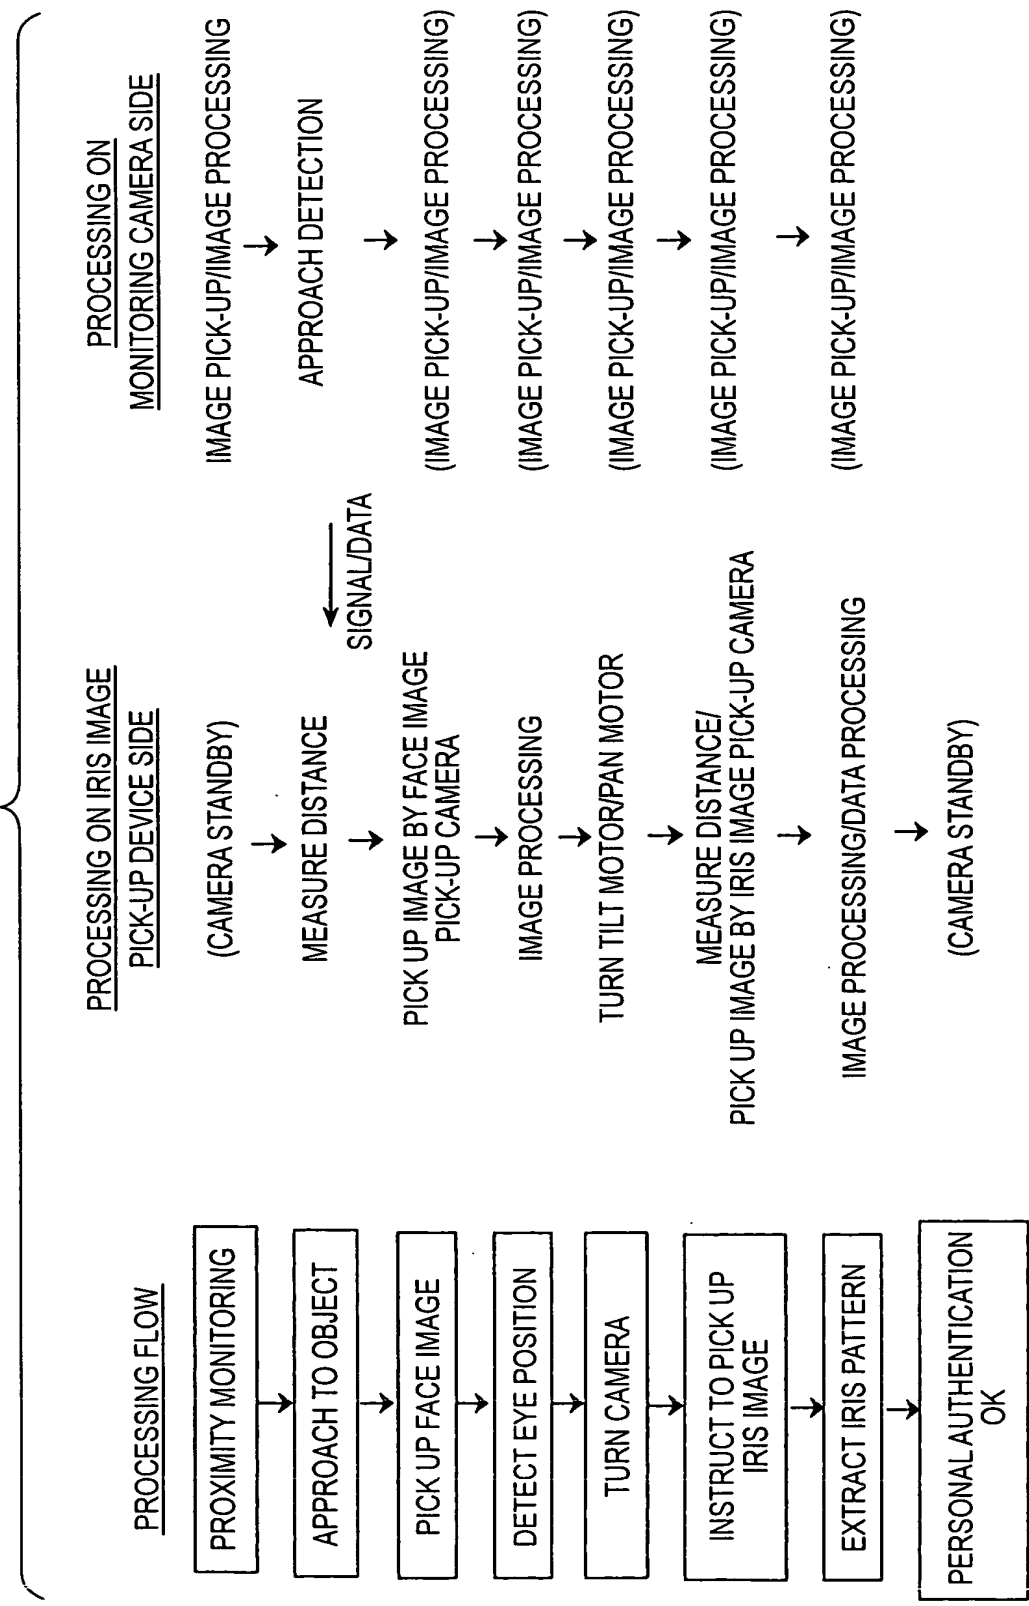 PROCESSING FLOW
PROXIMITY MONITORING
APPROACH TO OBJECT
PICK UP FACE IMAGE
DETECT EYE POSITION
TURN CAMERA
INSTRUCT TO PICK UP
IRIS IMAGE
EXTRACT IRIS PATTERN
PERSONAL AUTHENTICATION
OK
PROCESSING ON IRIS IMAGE
PICK-UP DEVICE SIDE
(CAMERA STANDBY)
MEASURE DISTANCE
PICK UP IMAGE BY FACE IMAGE
PICK-UP CAMERA
IMAGE PROCESSING
TURN TILT MOTOR/PAN MOTOR
MEASURE DISTANCE/
PICK UP IMAGE BY IRIS IMAGE PICK-UP CAMERA
IMAGE PROCESSING/DATA PROCESSING
(CAMERA STANDBY)
SIGNAL/DATA
PROCESSING ON
MONITORING CAMERA SIDE
IMAGE PICK-UP/IMAGE PROCESSING
APPROACH DETECTION
(IMAGE PICK-UP/IMAGE PROCESSING)
(IMAGE PICK-UP/IMAGE PROCESSING)
(IMAGE PICK-UP/IMAGE PROCESSING)
(IMAGE PICK-UP/IMAGE PROCESSING)
(IMAGE PICK-UP/IMAGE PROCESSING)